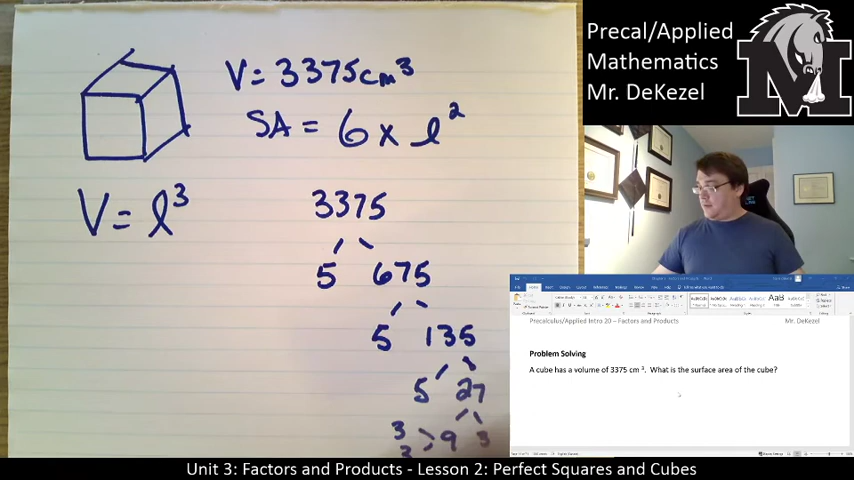 V = 3375cm³
SA = 6 x l²
V = l³
3375
5 675
5 135
5 27
3 9 3
3
Precal/Applied
Mathematics
Mr. DeKezel
M
Precalculus/Applied Intro 20 – Factors and Products Mr. DeKezel
Problem Solving
A cube has a volume of 3375 cm ³. What is the surface area of the cube?
Unit 3: Factors and Products - Lesson 2: Perfect Squares and Cubes